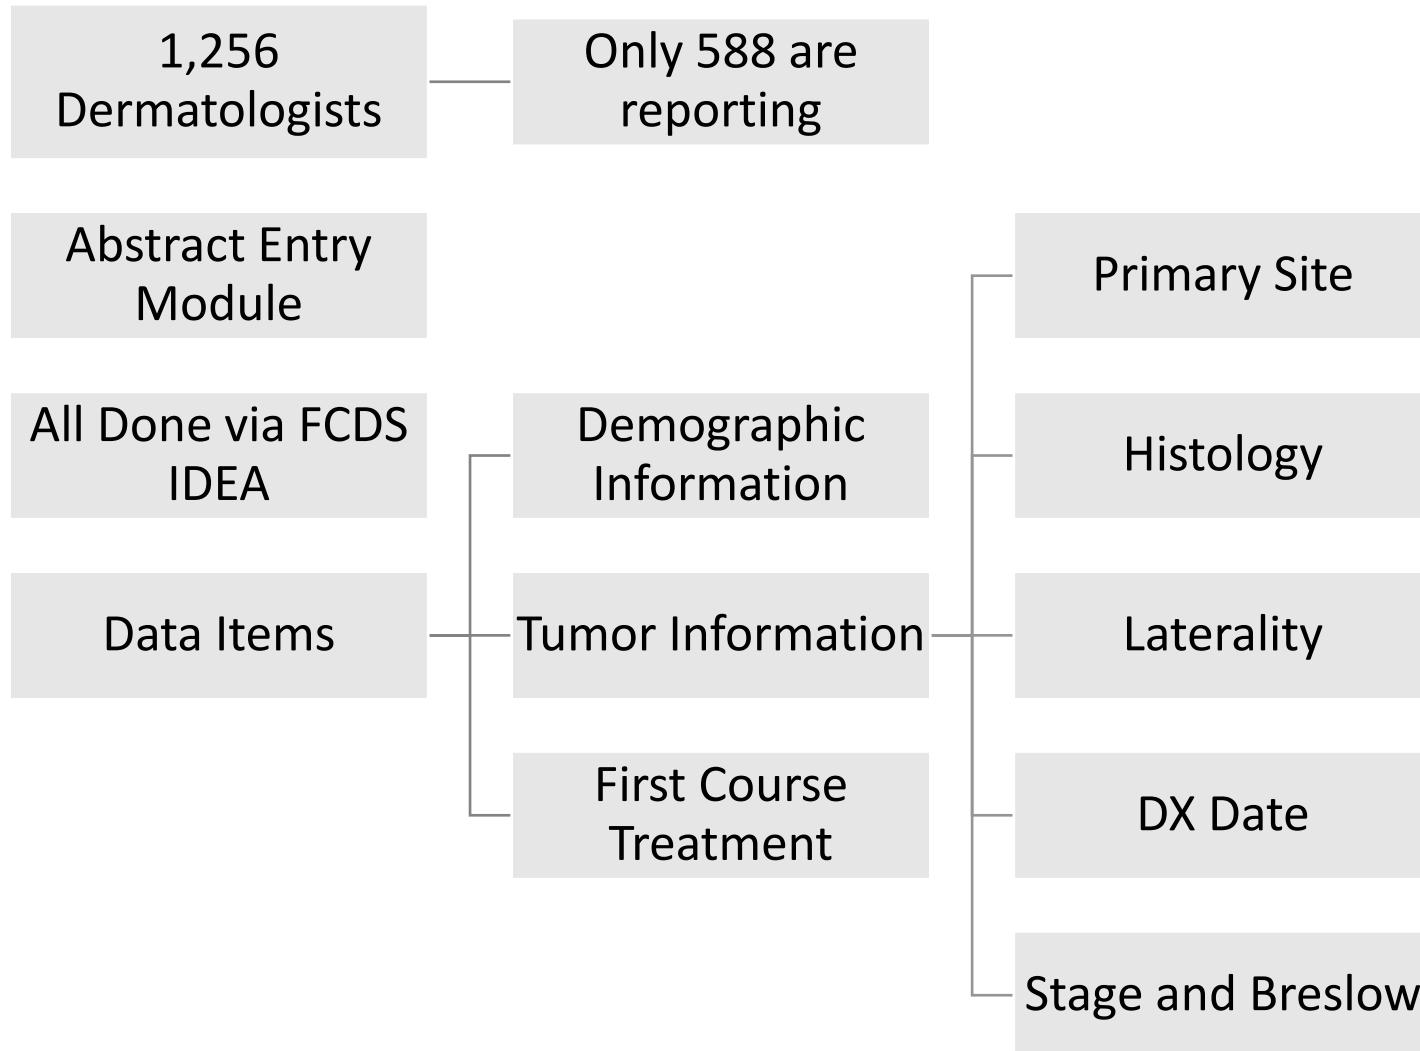 1,256
Dermatologists
Only 588 are
reporting
Abstract Entry
Module
All Done via FCDS
IDEA
Data Items
Demographic
Information
Tumor Information
First Course
Treatment
Primary Site
Histology
Laterality
DX Date
Stage and Breslow